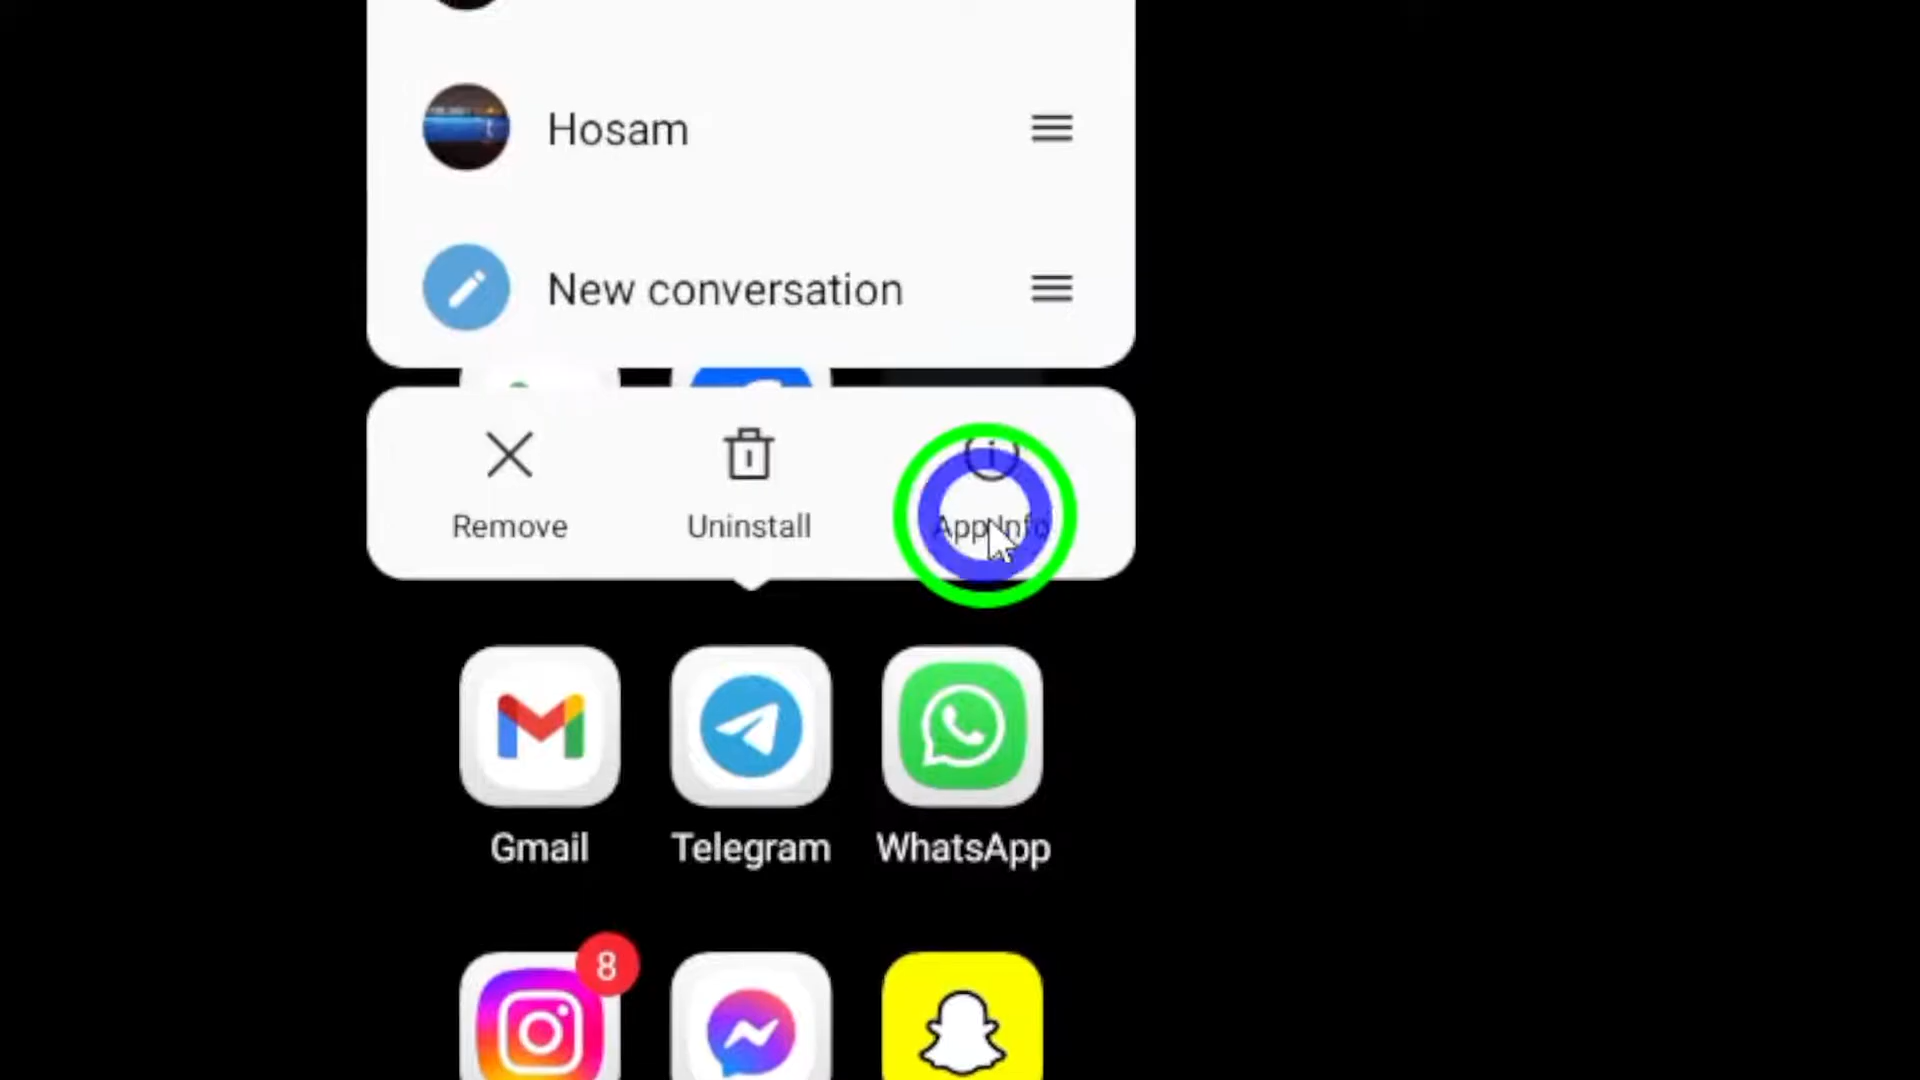 Hosam
New conversation
Remove Uninstall App Info
Gmail Telegram WhatsApp
8